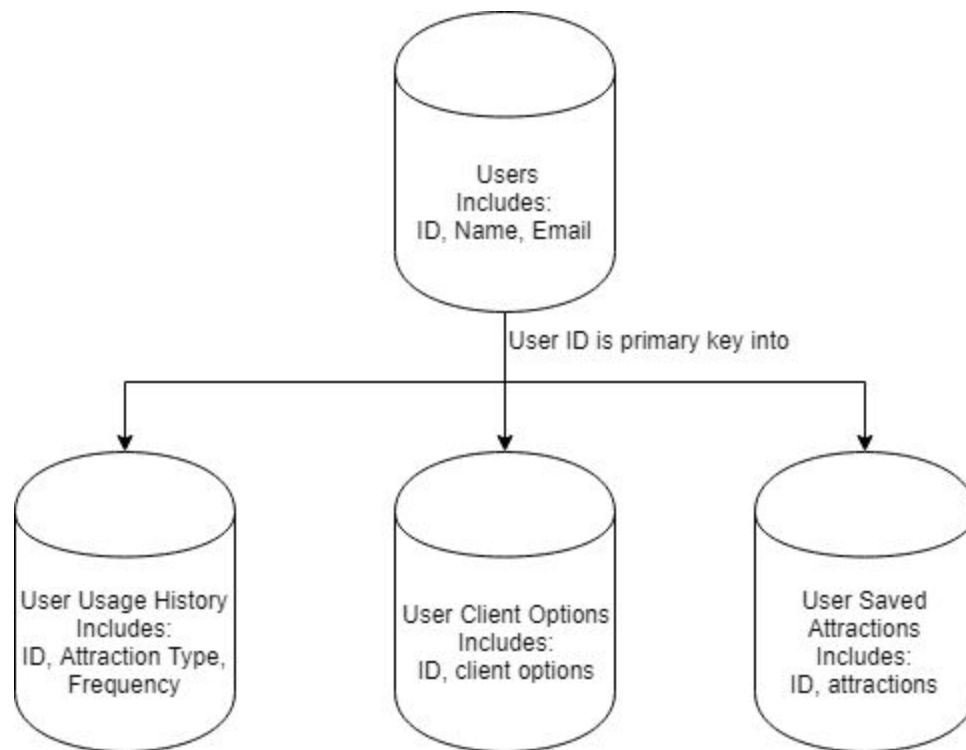 Users
Includes:
ID, Name, Email
User ID is primary key into
User Usage History
Includes:
ID, Attraction Type,
Frequency
User Client Options
Includes:
ID, client options
User Saved
Attractions
Includes:
ID, attractions